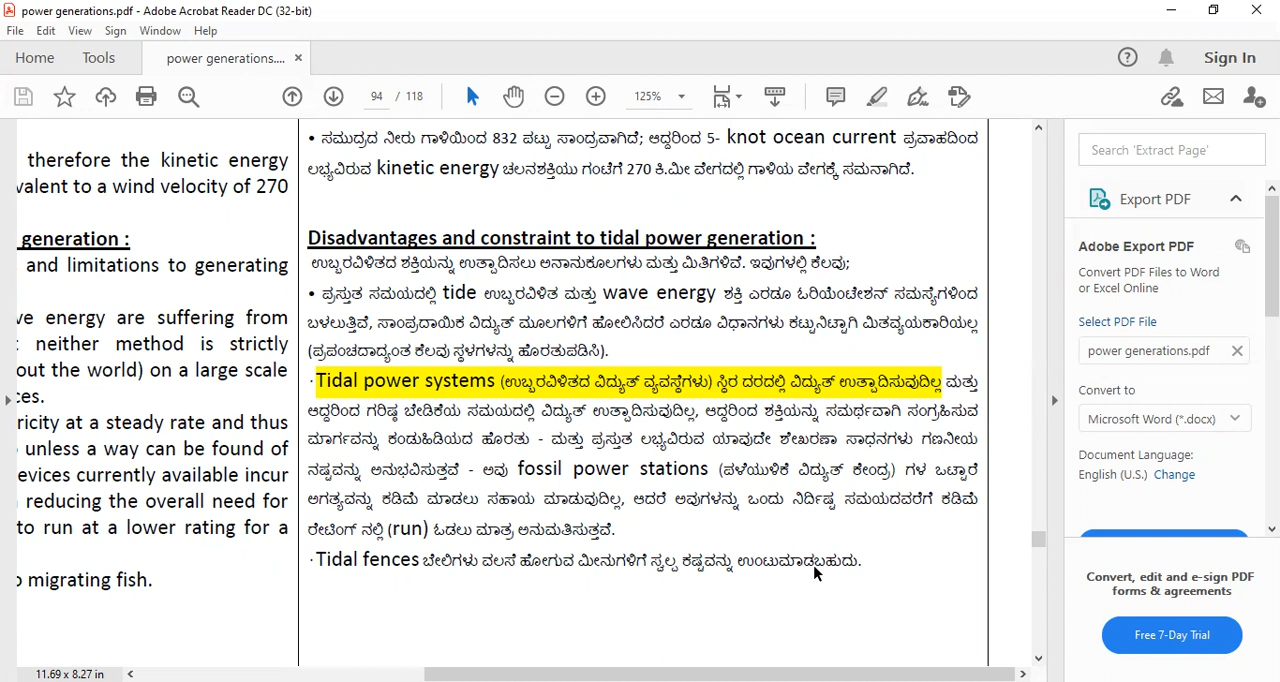 power generations.pdf - Adobe Acrobat Reader DC (32-bit)
File Edit View Sign Window Help
Home Tools power generations.... × Sign In
94 / 118 125%
• ಸಮುದ್ರದ ನೀರು ಗಾಳಿಯಿಂದ 832 ಪಟ್ಟು ಸಾಂದ್ರವಾಗಿದೆ; ಆದ್ದರಿಂದ 5- knot ocean current ಪ್ರವಾಹದಿಂದ
ಲಭ್ಯವಿರುವ kinetic energy ಚಲನಶಕ್ತಿಯು ಗಂಟೆಗೆ 270 ಕಿ.ಮೀ ವೇಗದಲ್ಲಿ ಗಾಳಿಯ ವೇಗಕ್ಕೆ ಸಮನಾಗಿದೆ.
Disadvantages and constraint to tidal power generation :
ಉಬ್ಬರವಿಳಿತದ ಶಕ್ತಿಯನ್ನು ಉತ್ಪಾದಿಸಲು ಅನಾನುಕೂಲಗಳು ಮತ್ತು ಮಿತಿಗಳಿವೆ. ಇವುಗಳಲ್ಲಿ ಕೆಲವು;
• ಪ್ರಸ್ತುತ ಸಮಯದಲ್ಲಿ tide ಉಬ್ಬರವಿಳಿತ ಮತ್ತು wave energy ಶಕ್ತಿ ಎರಡೂ ಓರಿಯೆಂಟೇಶನ್ ಸಮಸ್ಯೆಗಳಿಂದ
ಬಳಲುತ್ತಿವೆ, ಸಾಂಪ್ರದಾಯಿಕ ವಿದ್ಯುತ್ ಮೂಲಗಳಿಗೆ ಹೋಲಿಸಿದರೆ ಎರಡೂ ವಿಧಾನಗಳು ಕಟ್ಟುನಿಟ್ಟಾಗಿ ಮಿತವ್ಯಯಕಾರಿಯಲ್ಲ
(ಪ್ರಪಂಚದಾದ್ಯಂತ ಕೆಲವು ಸ್ಥಳಗಳನ್ನು ಹೊರತುಪಡಿಸಿ).
·Tidal power systems (ಉಬ್ಬರವಿಳಿತದ ವಿದ್ಯುತ್ ವ್ಯವಸ್ಥೆಗಳು) ಸ್ಥಿರ ದರದಲ್ಲಿ ವಿದ್ಯುತ್ ಉತ್ಪಾದಿಸುವುದಿಲ್ಲ ಮತ್ತು
ಆದ್ದರಿಂದ ಗರಿಷ್ಠ ಬೇಡಿಕೆಯ ಸಮಯದಲ್ಲಿ ವಿದ್ಯುತ್ ಉತ್ಪಾದಿಸುವುದಿಲ್ಲ, ಆದ್ದರಿಂದ ಶಕ್ತಿಯನ್ನು ಸಮರ್ಥವಾಗಿ ಸಂಗ್ರಹಿಸುವ
ಮಾರ್ಗವನ್ನು ಕಂಡುಹಿಡಿಯದ ಹೊರತು - ಮತ್ತು ಪ್ರಸ್ತುತ ಲಭ್ಯವಿರುವ ಯಾವುದೇ ಶೇಖರಣಾ ಸಾಧನಗಳು ಗಣನೀಯ
ನಷ್ಟವನ್ನು ಅನುಭವಿಸುತ್ತವೆ - ಅವು fossil power stations (ಪಳೆಯುಳಿಕೆ ವಿದ್ಯುತ್ ಕೇಂದ್ರ) ಗಳ ಒಟ್ಟಾರೆ
ಅಗತ್ಯವನ್ನು ಕಡಿಮೆ ಮಾಡಲು ಸಹಾಯ ಮಾಡುವುದಿಲ್ಲ, ಆದರೆ ಅವುಗಳನ್ನು ಒಂದು ನಿರ್ದಿಷ್ಟ ಸಮಯದವರೆಗೆ ಕಡಿಮೆ
ರೇಟಿಂಗ್ ನಲ್ಲಿ (run) ಓಡಲು ಮಾತ್ರ ಅನುಮತಿಸುತ್ತವೆ.
·Tidal fences ಬೇಲಿಗಳು ವಲಸೆ ಹೋಗುವ ಮೀನುಗಳಿಗೆ ಸ್ವಲ್ಪ ಕಷ್ಟವನ್ನು ಉಂಟುಮಾಡಬಹುದು.
therefore the kinetic energy
valent to a wind velocity of 270
generation :
and limitations to generating
ve energy are suffering from
: neither method is strictly
out the world) on a large scale
ces.
ricity at a steady rate and thus
unless a way can be found of
evices currently available incur
reducing the overall need for
to run at a lower rating for a
o migrating fish.
11.69 x 8.27 in
Search 'Extract Page'
Export PDF
Adobe Export PDF
Convert PDF Files to Word
or Excel Online
Select PDF File
power generations.pdf ×
Convert to
Microsoft Word (*.docx)
Document Language:
English (U.S.) Change
Convert, edit and e-sign PDF
forms & agreements
Free 7-Day Trial